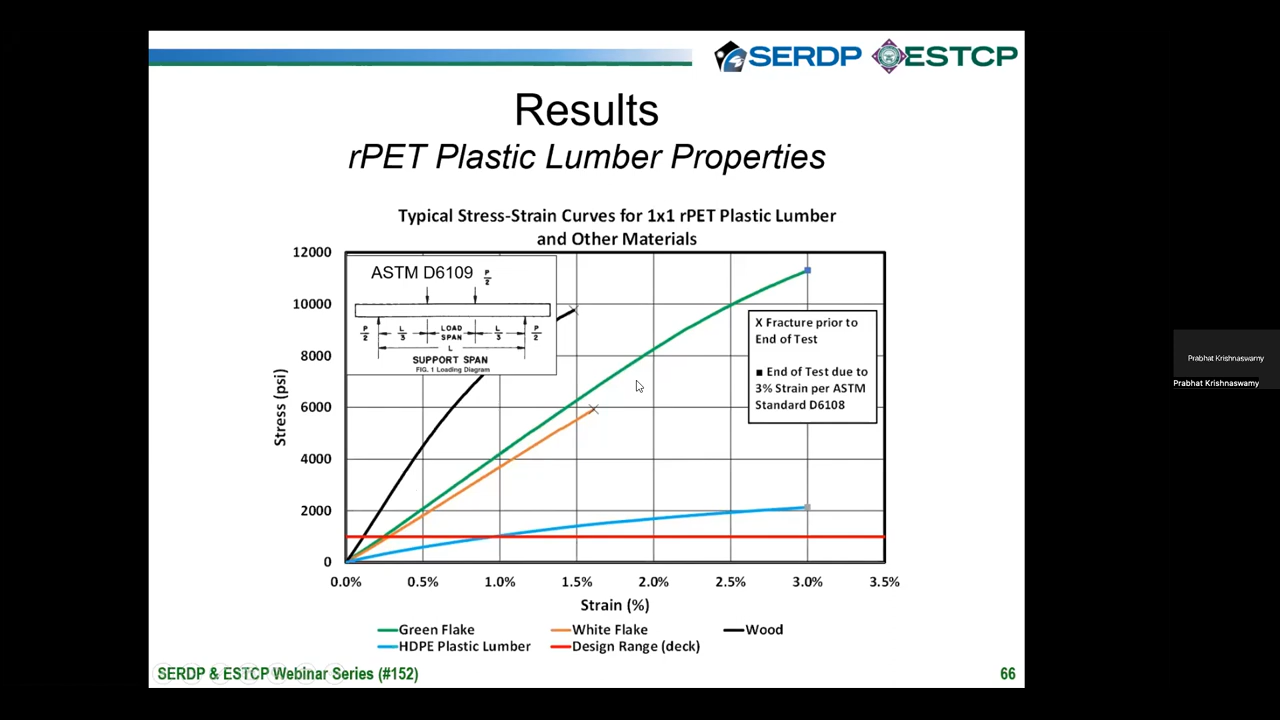 SERDP ESTCP
Results
rPET Plastic Lumber Properties
Typical Stress-Strain Curves for 1x1 rPET Plastic Lumber
and Other Materials
12000
10000
8000
6000
4000
2000
0
Stress (psi)
ASTM D6109
P/2
P/2 L/3 LOAD SPAN L/3 P/2
L
SUPPORT SPAN
FIG. 1 Loading Diagram
X Fracture prior to
End of Test
■ End of Test due to
3% Strain per ASTM
Standard D6108
0.0% 0.5% 1.0% 1.5% 2.0% 2.5% 3.0% 3.5%
Strain (%)
Green Flake White Flake Wood
HDPE Plastic Lumber Design Range (deck)
SERDP & ESTCP Webinar Series (#152) 66
Prabhat Krishnaswamy
Prabhat Krishnaswamy